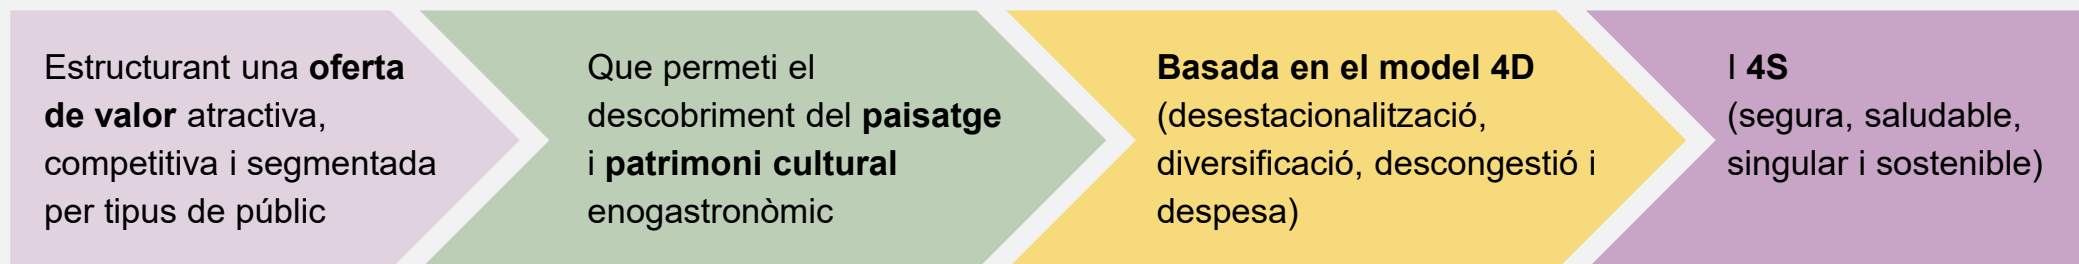 Estructurant una oferta
de valor atractiva,
competitiva i segmentada
per tipus de públic
Que permeti el
descobriment del paisatge
i patrimoni cultural
enogastronòmic
Basada en el model 4D
(desestacionalització,
diversificació, descongestió i
despesa)
I 4S
(segura, saludable,
singular i sostenible)